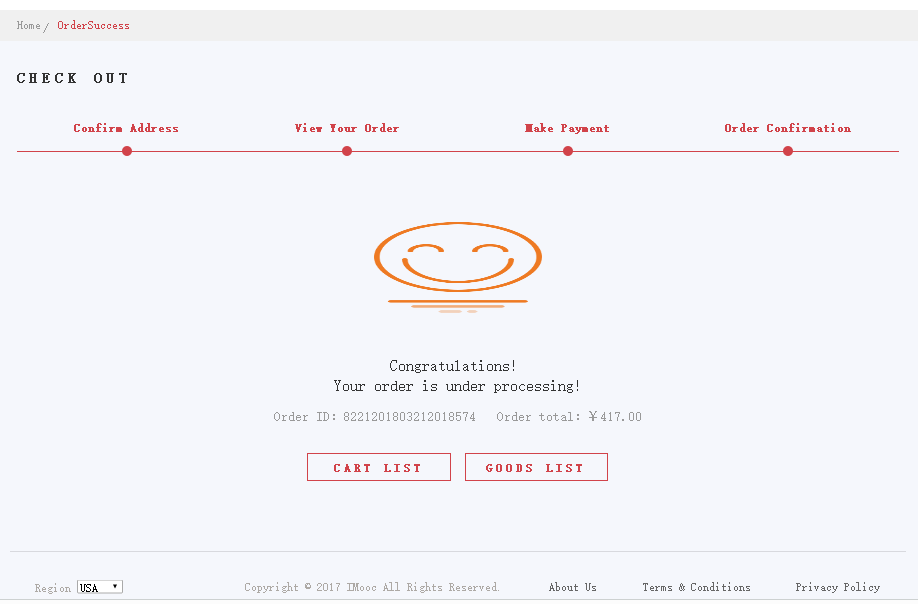 Home / OrderSuccess
CHECK OUT
Confirm Address View Your Order Make Payment Order Confirmation
Congratulations!
Your order is under processing!
Order ID: 8221201803212018574 Order total: ￥417.00
CART LIST GOODS LIST
Region USA Copyright © 2017 IMooc All Rights Reserved. About Us Terms & Conditions Privacy Policy